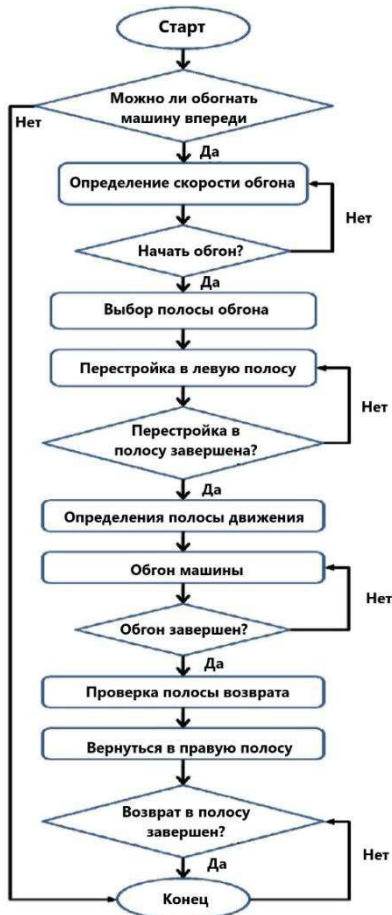 Старт
Можно ли обогнать
машину впереди
Нет
Да
Определение скорости обгона
Нет
Начать обгон?
Да
Выбор полосы обгона
Перестройка в левую полосу
Нет
Перестройка в
полосу завершена?
Да
Определения полосы движения
Обгон машины
Нет
Обгон завершен?
Да
Проверка полосы возврата
Вернуться в правую полосу
Возврат в полосу
завершен?
Нет
Да
Конец